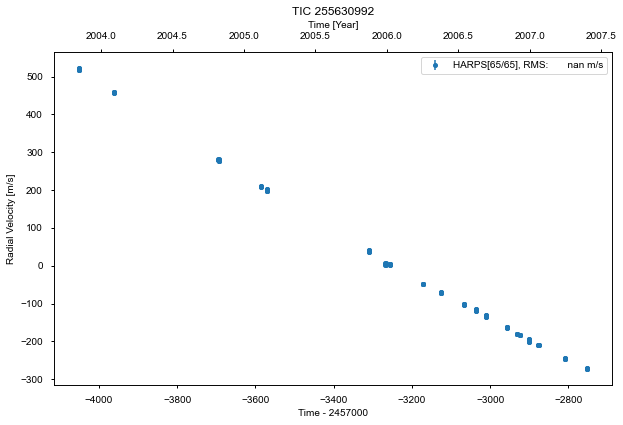 TIC 255630992
Time [Year]
2004.0 2004.5 2005.1 2005.5 2006.0 2006.5 2007.0 2007.5
HARPS[65/65], RMS: nan m/s
Radial Velocity [m/s]
500
400
300
200
100
0
−100
−200
−300
−4000 −3800 −3600 −3400 −3200 −3000 −2800
Time - 2457000